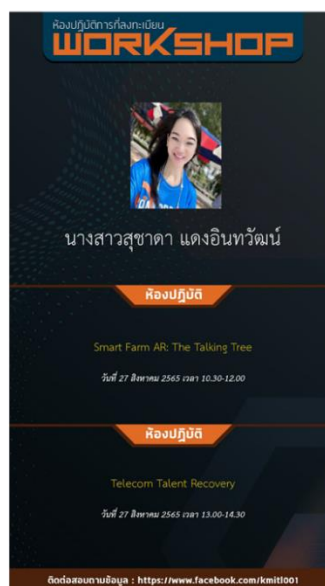 ห้องปฏิบัติการที่ลงทะเบียน
WORKSHOP
นางสาวสุชาดา แดงอินทวัฒน์
ห้องปฏิบัติ
Smart Farm AR: The Talking Tree
วันที่ 27 สิงหาคม 2565 เวลา 10.30-12.00
ห้องปฏิบัติ
Telecom Talent Recovery
วันที่ 27 สิงหาคม 2565 เวลา 13.00-14.30
ติดต่อสอบถามข้อมูล : https://www.facebook.com/kmitl001